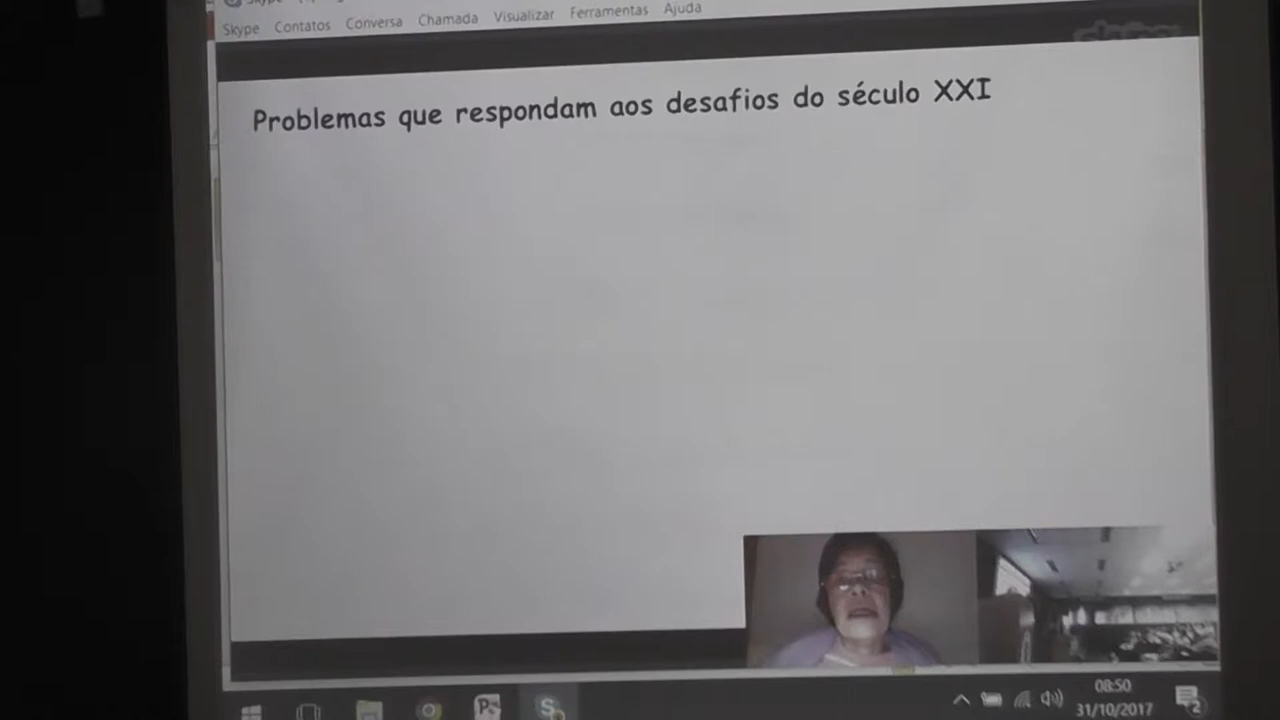 Skype Contatos Conversa Chamada Visualizar Ferramentas Ajuda
Problemas que respondam aos desafios do século XXI
08:50
31/10/2017
2